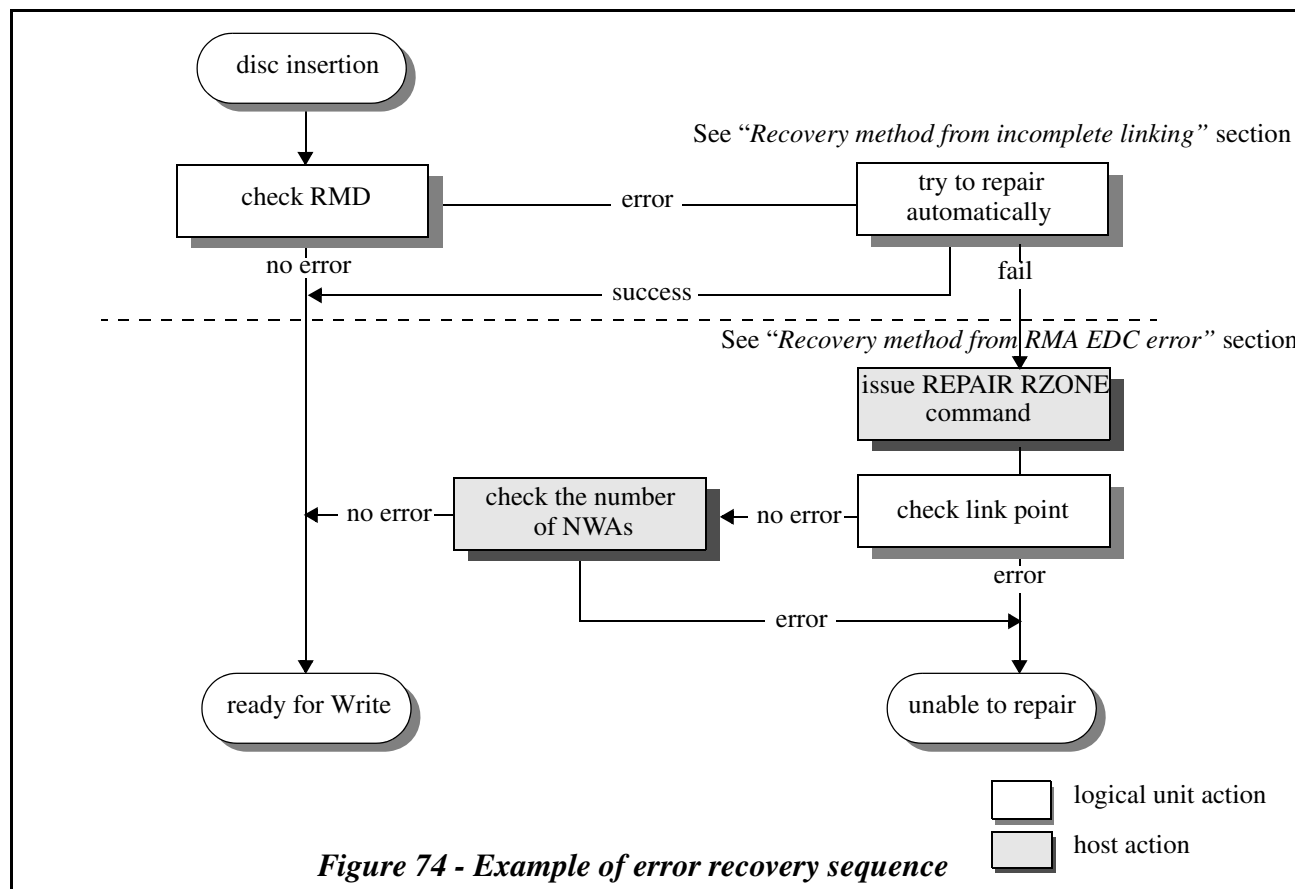 disc insertion
See “Recovery method from incomplete linking” section
check RMD
error
try to repair
automatically
no error
fail
success
See “Recovery method from RMA EDC error” section
issue REPAIR RZONE
command
check the number
of NWAs
no error
no error
check link point
error
error
ready for Write
unable to repair
logical unit action
host action
Figure 74 - Example of error recovery sequence